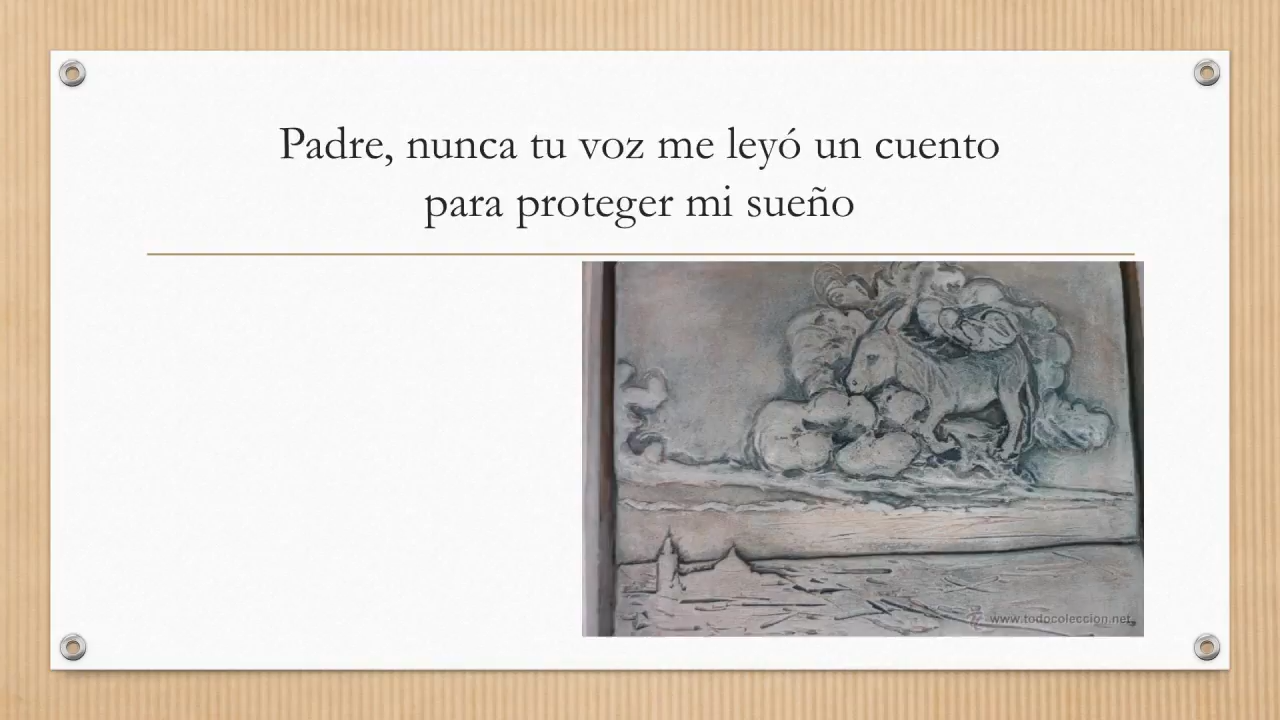 Padre, nunca tu voz me leyó un cuento
para proteger mi sueño
www.todocoleccion.net